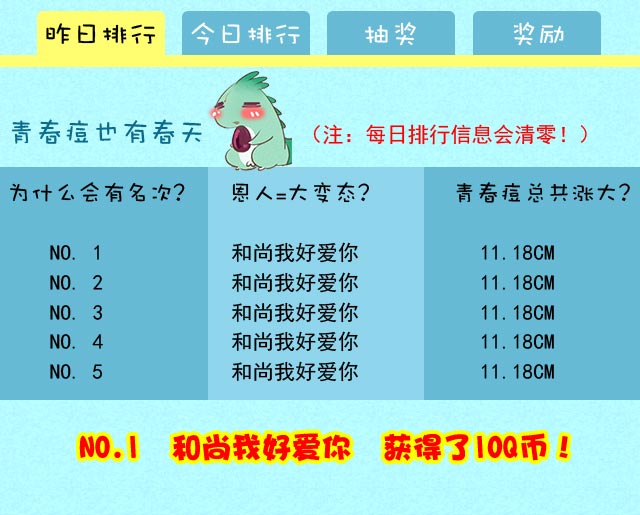 昨日排行 今日排行 抽奖 奖励
青春痘也有春天 （注：每日排行信息会清零！）
为什么会有名次? 恩人=大变态? 青春痘总共涨大?
NO. 1 和尚我好爱你 11.18CM
NO. 2 和尚我好爱你 11.18CM
NO. 3 和尚我好爱你 11.18CM
NO. 4 和尚我好爱你 11.18CM
NO. 5 和尚我好爱你 11.18CM
NO.1 和尚我好爱你 获得了10Q币！